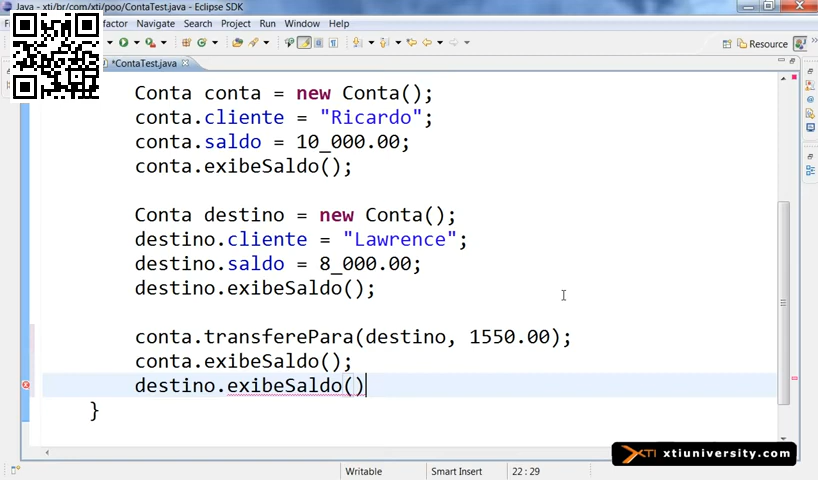 Java - xti/br/com/xti/poo/ContaTest.java - Eclipse SDK
Navigate Search Project Run Window Help
Resource
*ContaTest.java
Conta conta = new Conta();
conta.cliente = "Ricardo";
conta.saldo = 10_000.00;
conta.exibeSaldo();
Conta destino = new Conta();
destino.cliente = "Lawrence";
destino.saldo = 8_000.00;
destino.exibeSaldo();
conta.transferePara(destino, 1550.00);
conta.exibeSaldo();
destino.exibeSaldo()
}
XTI xtiuniversity.com
Writable Smart Insert 22 : 29